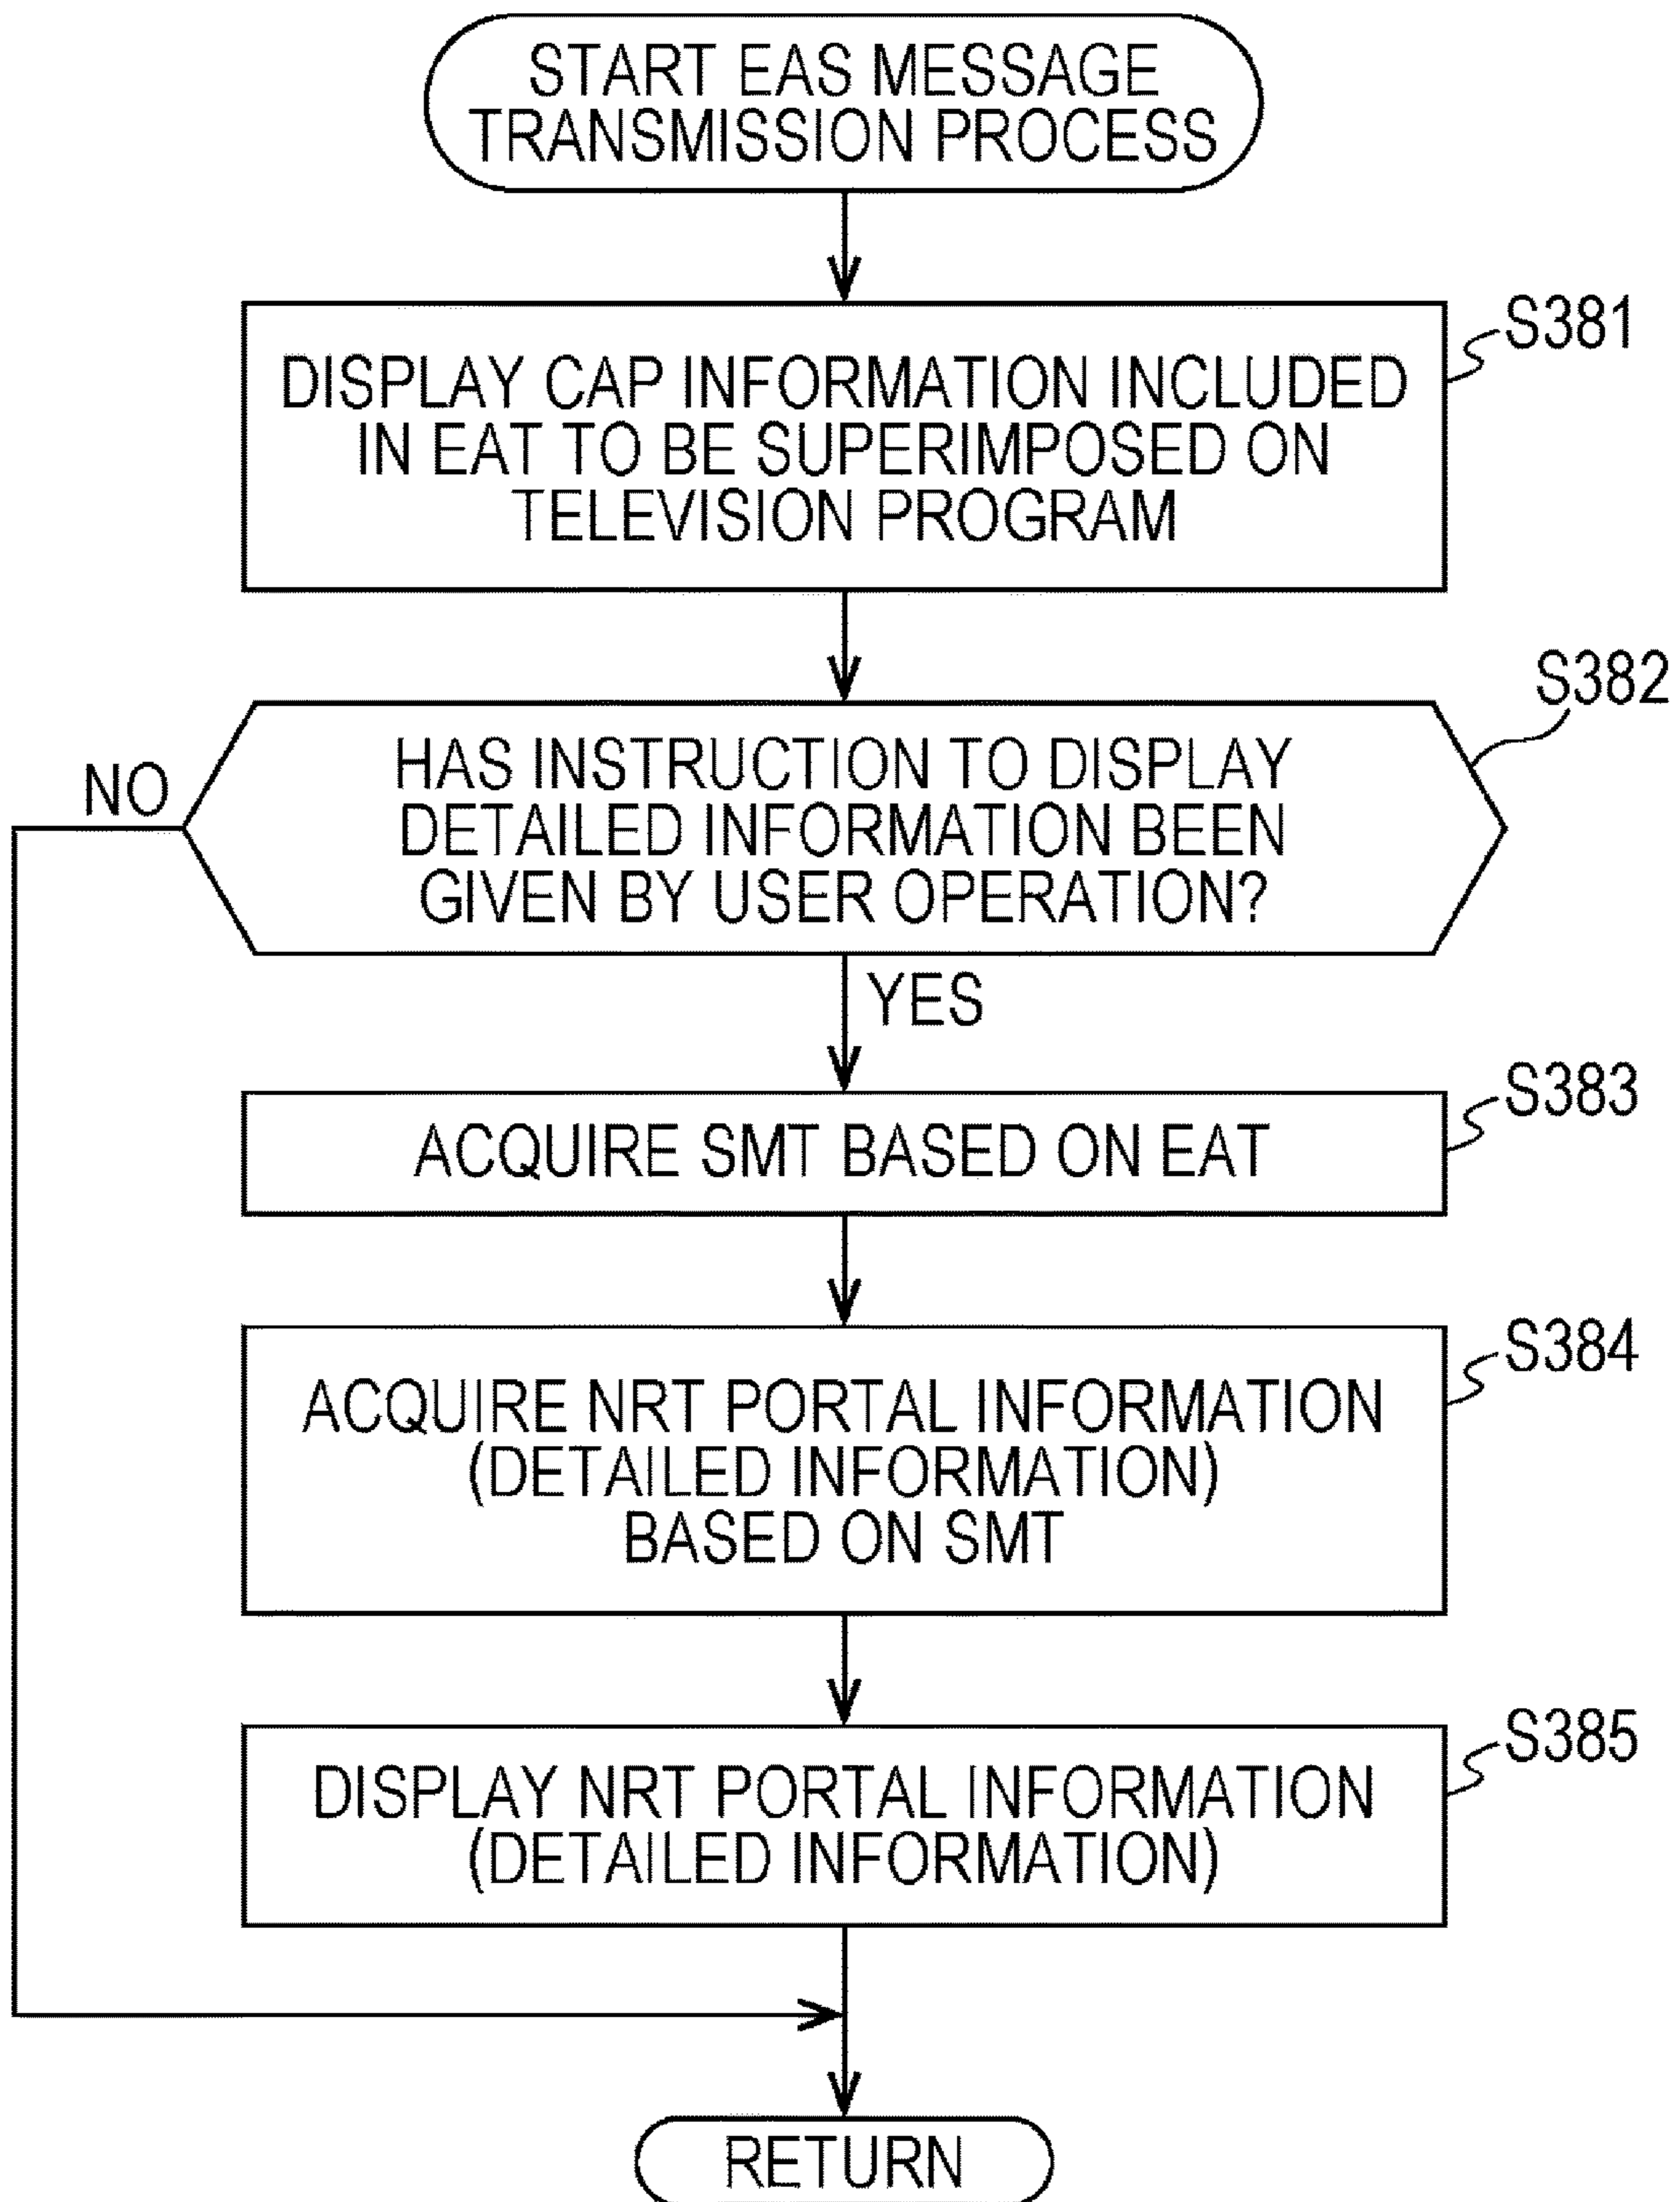 START EAS MESSAGE
TRANSMISSION PROCESS
S381
DISPLAY CAP INFORMATION INCLUDED
IN EAT TO BE SUPERIMPOSED ON
TELEVISION PROGRAM
S382
NO
HAS INSTRUCTION TO DISPLAY
DETAILED INFORMATION BEEN
GIVEN BY USER OPERATION?
YES
S383
ACQUIRE SMT BASED ON EAT
S384
ACQUIRE NRT PORTAL INFORMATION
(DETAILED INFORMATION)
BASED ON SMT
S385
DISPLAY NRT PORTAL INFORMATION
(DETAILED INFORMATION)
RETURN